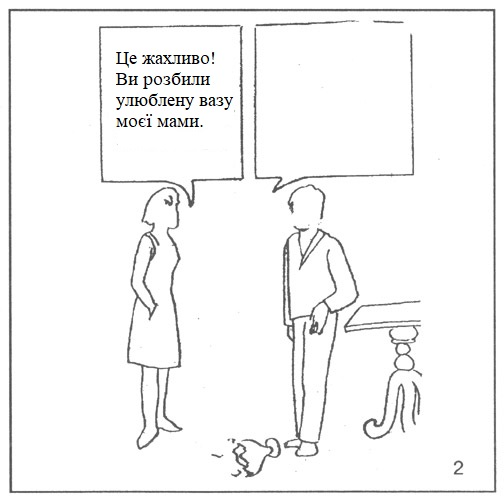 Це жахливо!
Ви розбили
улюблену вазу
моєї мами.
2